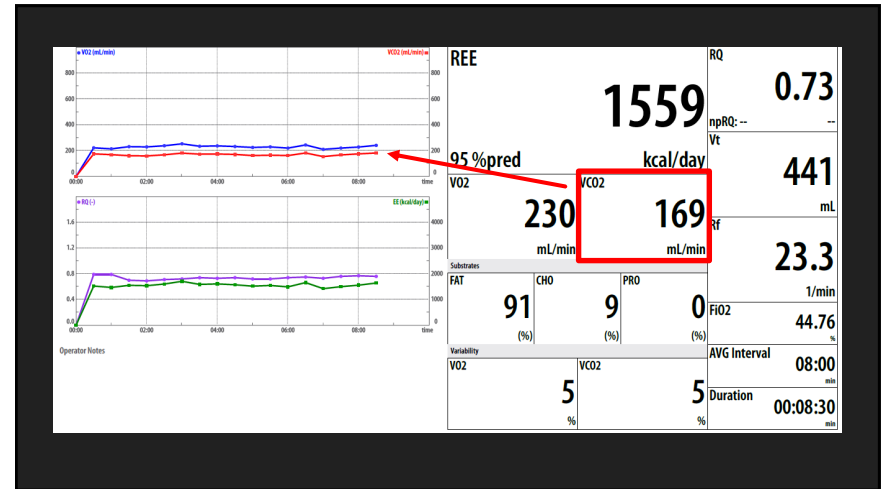 VO2 (mL/min) VCO2 (mL/min)
800 800
600 600
400 400
200 200
0 0
00:00 02:00 04:00 06:00 08:00 time
RQ (-) EE (kcal/day)
1.6 4000
1.2 3000
0.8 2000
0.4 1000
0.0 0
00:00 02:00 04:00 06:00 08:00 time
Operator Notes
REE
1559
95 %pred kcal/day
VO2 VCO2
230 169
mL/min mL/min
Substrates
FAT CHO PRO
91 9 0
(%) (%) (%)
Variability
VO2 VCO2
5 5
% %
RQ
0.73
npRQ: -- --
Vt
441
mL
Rf
23.3
1/min
FiO2
44.76
%
AVG Interval
08:00
min
Duration
00:08:30
min